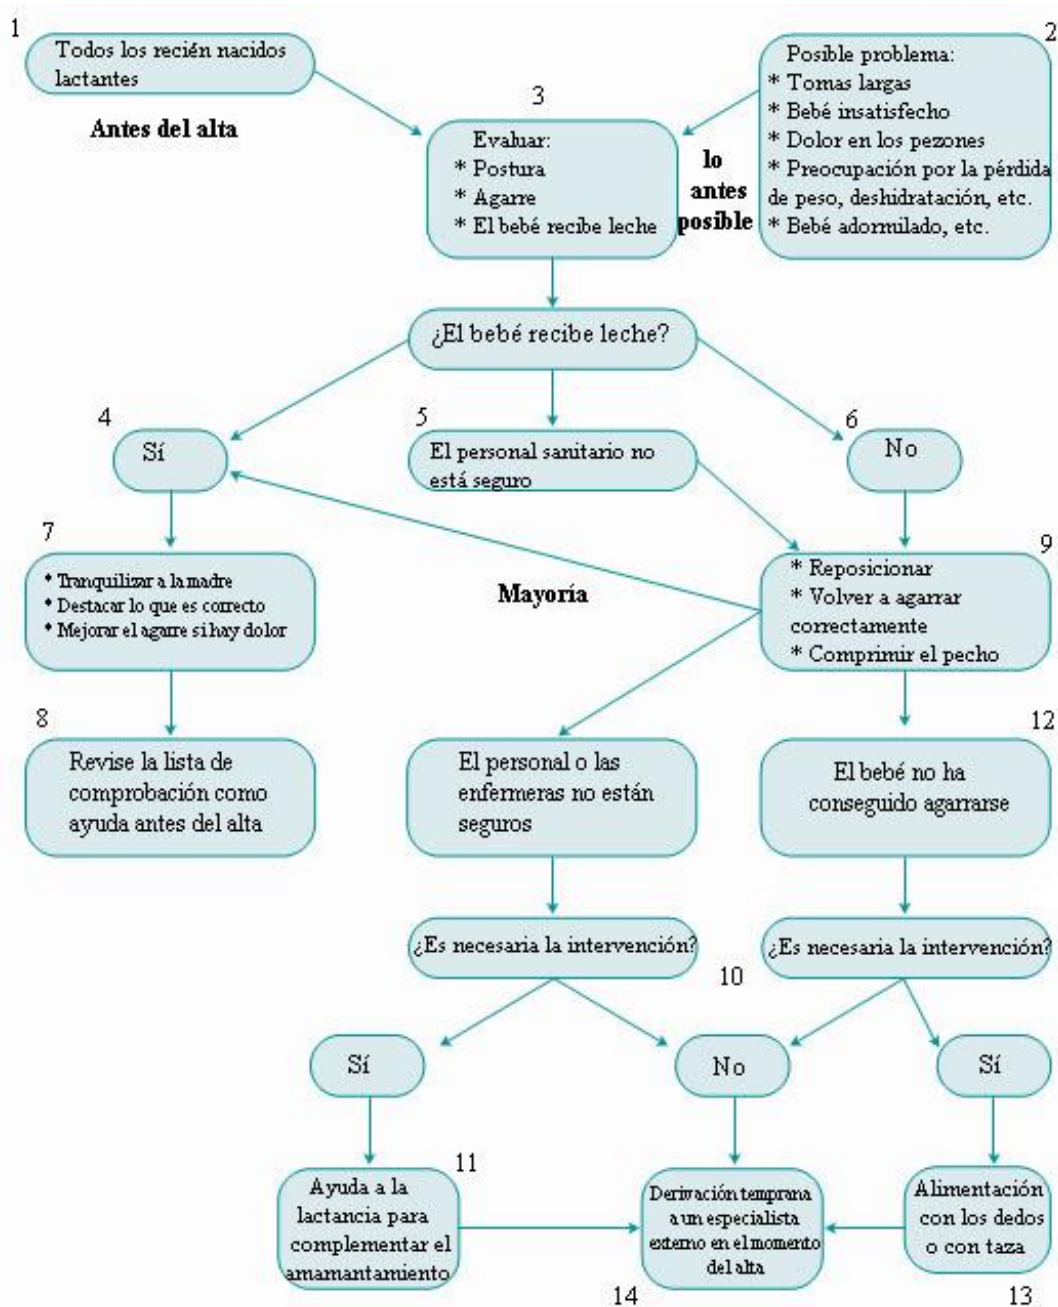 1
Todos los recién nacidos
lactantes
Antes del alta
2
Posible problema:
* Tomas largas
* Bebé insatisfecho
* Dolor en los pezones
* Preocupación por la pérdida
de peso, deshidratación, etc.
* Bebé adormilado, etc.
3
Evaluar:
* Postura
* Agarre
* El bebé recibe leche
lo
antes
posible
¿El bebé recibe leche?
4
Sí
5
El personal sanitario no
está seguro
6
No
7
* Tranquilizar a la madre
* Destacar lo que es correcto
* Mejorar el agarre si hay dolor
Mayoría
9
* Reposicionar
* Volver a agarrar
correctamente
* Comprimir el pecho
8
Revise la lista de
comprobación como
ayuda antes del alta
El personal o las
enfermeras no están
seguros
12
El bebé no ha
conseguido agarrarse
¿Es necesaria la intervención?
¿Es necesaria la intervención?
10
Sí
No
Sí
11
Ayuda a la
lactancia para
complementar el
amamantamiento
Derivación temprana
a un especialista
externo en el momento
del alta
14
Alimentación
con los dedos
o con taza
13